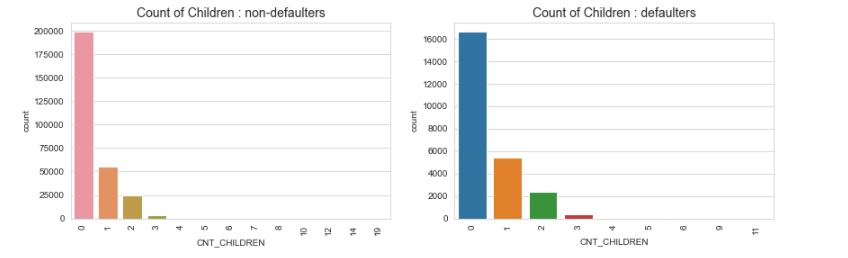 Count of Children : non-defaulters
200000
175000
150000
125000
100000
75000
50000
25000
0
count
0 1 2 3 4 5 6 7 8 10 12 14 19
CNT_CHILDREN
Count of Children : defaulters
16000
14000
12000
10000
8000
6000
4000
2000
0
count
0 1 2 3 4 5 6 9 11
CNT_CHILDREN